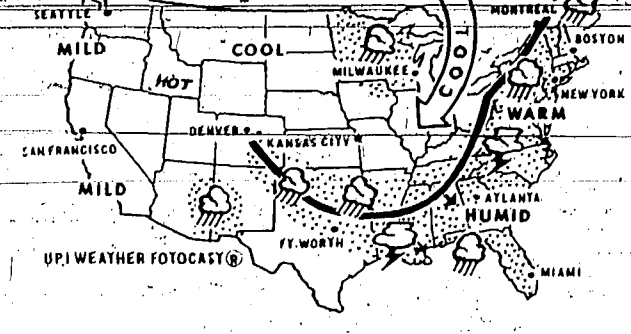 MONTREAL
SEATTLE
BOSTON
MILD
COOL
MILWAUKEE
COOL
HOT
NEW YORK
WARM
DENVER
KANSAS CITY
SAN FRANCISCO
MILD
ATLANTA
HUMID
FT. WORTH
UPI WEATHER FOTOCAST ®
MIAMI